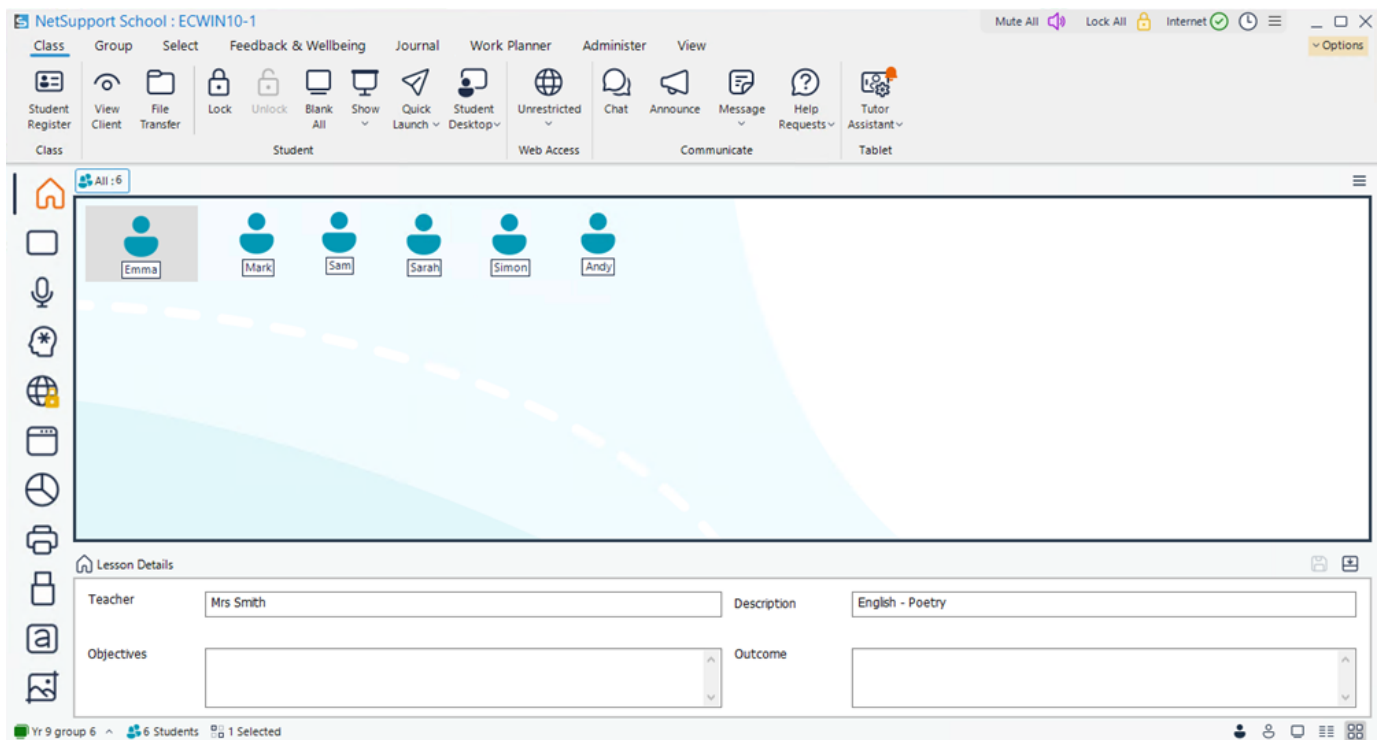 NetSupport School : ECWIN10-1
Mute All Lock All Internet
Class Group Select Feedback & Wellbeing Journal Work Planner Administer View
Options
Student Register
View Client
File Transfer
Lock
Unlock
Blank All
Show
Quick Launch
Student Desktop
Unrestricted
Chat
Announce
Message
Help Requests
Tutor Assistant
Class Student Web Access Communicate Tablet
All :6
Emma Mark Sam Sarah Simon Andy
Lesson Details
Teacher Mrs Smith Description English - Poetry
Objectives Outcome
Yr 9 group 6 6 Students 1 Selected